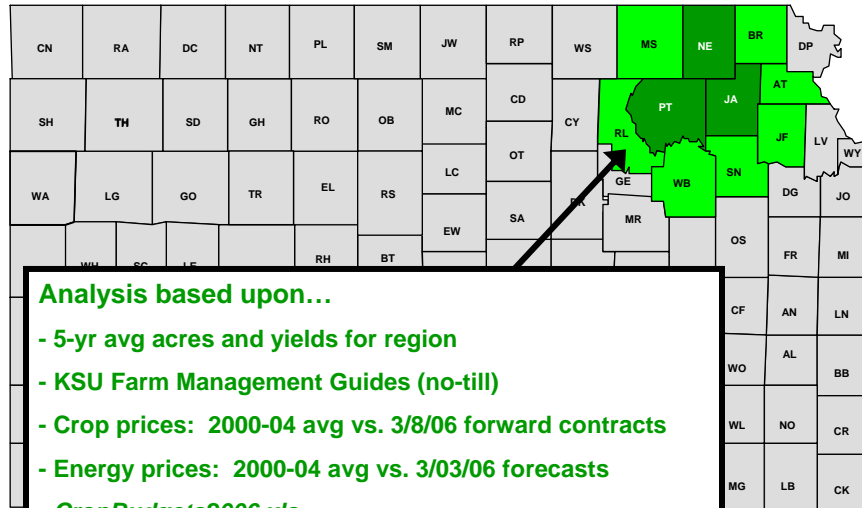 CN RA DC NT PL SM JW RP WS MS NE BR DP
AT
SH TH SD GH RO OB MC CD CY RL PT JA JF LV WY
WA LG GO TR EL RS LC OT GE WB SN DG JO
EW SA MR OS FR MI
RH BT
Analysis based upon…
- 5-yr avg acres and yields for region
- KSU Farm Management Guides (no-till)
- Crop prices: 2000-04 avg vs. 3/8/06 forward contracts
- Energy prices: 2000-04 avg vs. 3/03/06 forecasts
CF AN LN
WO AL BB
WL NO CR
MG LB CK